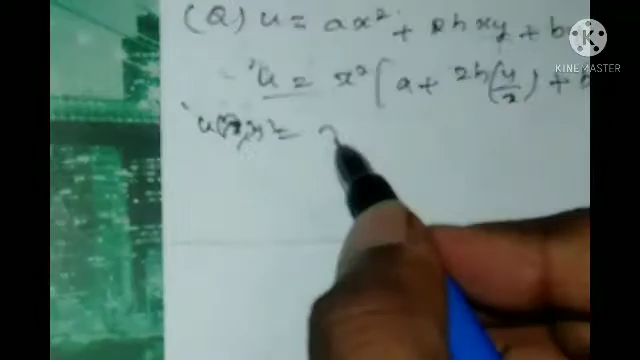 (Q) u = ax² + 2hxy + b
u = x² [ a + 2h(y/x) +
u(x,y) =
KINEMASTER